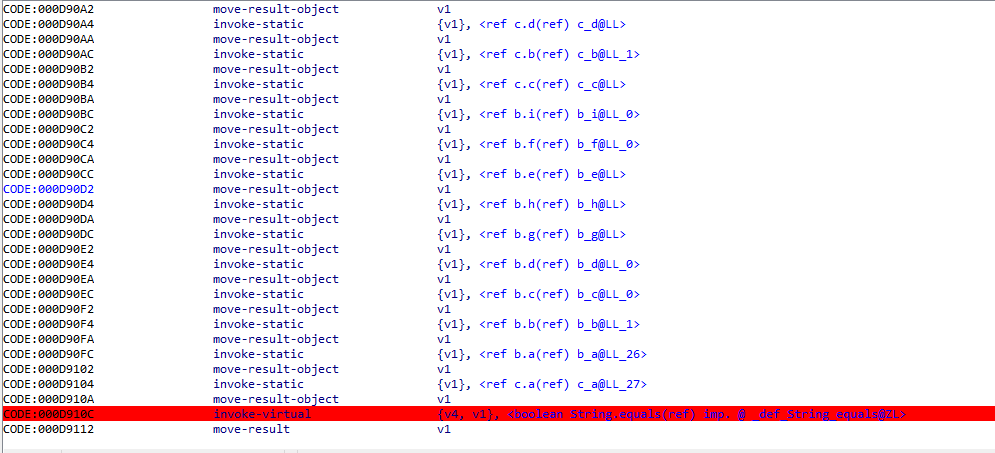 CODE:000D90A2 move-result-object v1
CODE:000D90A4 invoke-static {v1}, <ref c.d(ref) c_d@LL>
CODE:000D90AA move-result-object v1
CODE:000D90AC invoke-static {v1}, <ref c.b(ref) c_b@LL_1>
CODE:000D90B2 move-result-object v1
CODE:000D90B4 invoke-static {v1}, <ref c.c(ref) c_c@LL>
CODE:000D90BA move-result-object v1
CODE:000D90BC invoke-static {v1}, <ref b.i(ref) b_i@LL_0>
CODE:000D90C2 move-result-object v1
CODE:000D90C4 invoke-static {v1}, <ref b.f(ref) b_f@LL_0>
CODE:000D90CA move-result-object v1
CODE:000D90CC invoke-static {v1}, <ref b.e(ref) b_e@LL>
CODE:000D90D2 move-result-object v1
CODE:000D90D4 invoke-static {v1}, <ref b.h(ref) b_h@LL>
CODE:000D90DA move-result-object v1
CODE:000D90DC invoke-static {v1}, <ref b.g(ref) b_g@LL>
CODE:000D90E2 move-result-object v1
CODE:000D90E4 invoke-static {v1}, <ref b.d(ref) b_d@LL_0>
CODE:000D90EA move-result-object v1
CODE:000D90EC invoke-static {v1}, <ref b.c(ref) b_c@LL_0>
CODE:000D90F2 move-result-object v1
CODE:000D90F4 invoke-static {v1}, <ref b.b(ref) b_b@LL_1>
CODE:000D90FA move-result-object v1
CODE:000D90FC invoke-static {v1}, <ref b.a(ref) b_a@LL_26>
CODE:000D9102 move-result-object v1
CODE:000D9104 invoke-static {v1}, <ref c.a(ref) c_a@LL_27>
CODE:000D910A move-result-object v1
CODE:000D910C invoke-virtual {v4, v1}, <boolean String.equals(ref) imp. @ _def_String_equals@ZL>
CODE:000D9112 move-result v1